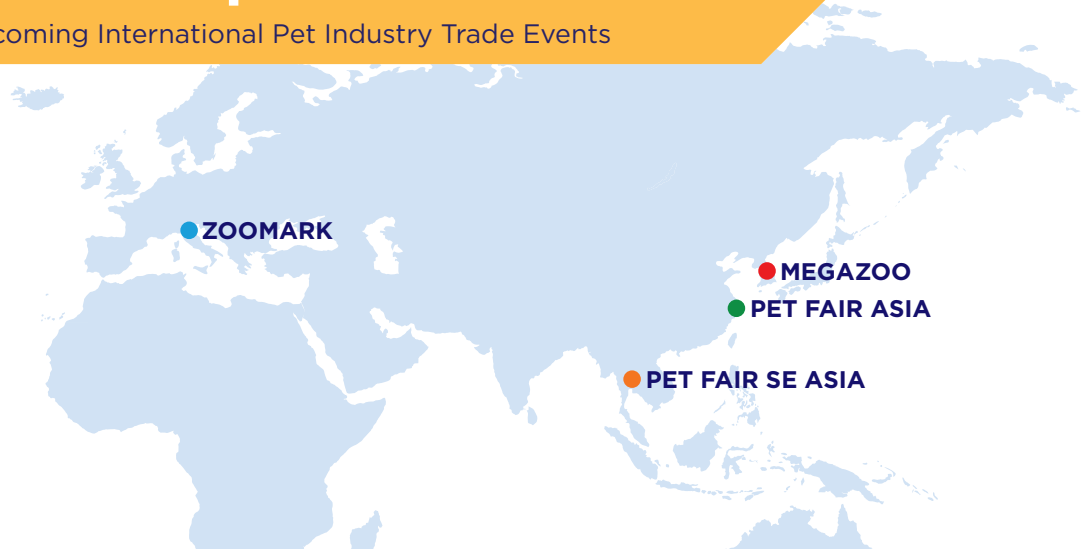 coming International Pet Industry Trade Events
ZOOMARK
MEGAZOO
PET FAIR ASIA
PET FAIR SE ASIA